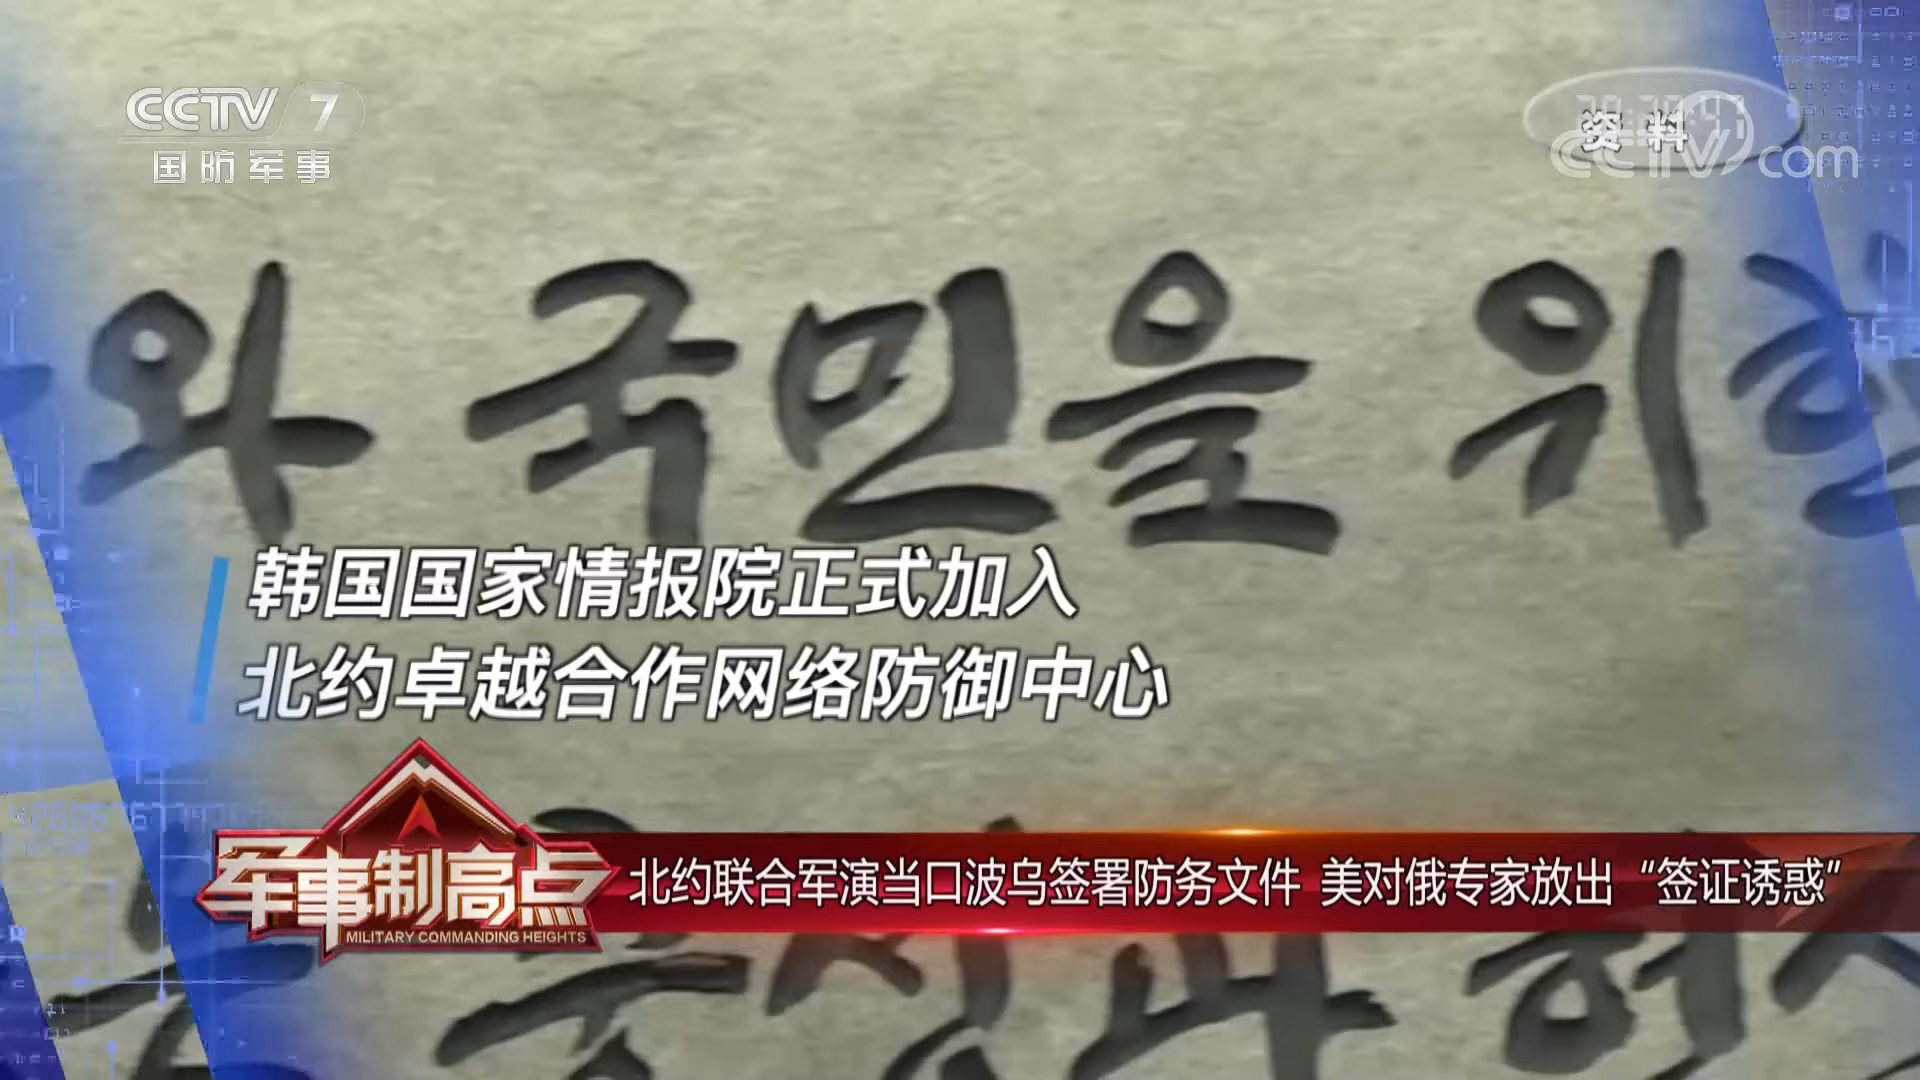 CCTV 7
国防军事
资料
cctv.com
와 국민을 위한
韩国国家情报院正式加入
北约卓越合作网络防御中心
军事制高点
MILITARY COMMANDING HEIGHTS
北约联合军演当口波乌签署防务文件 美对俄专家放出“签证诱惑”